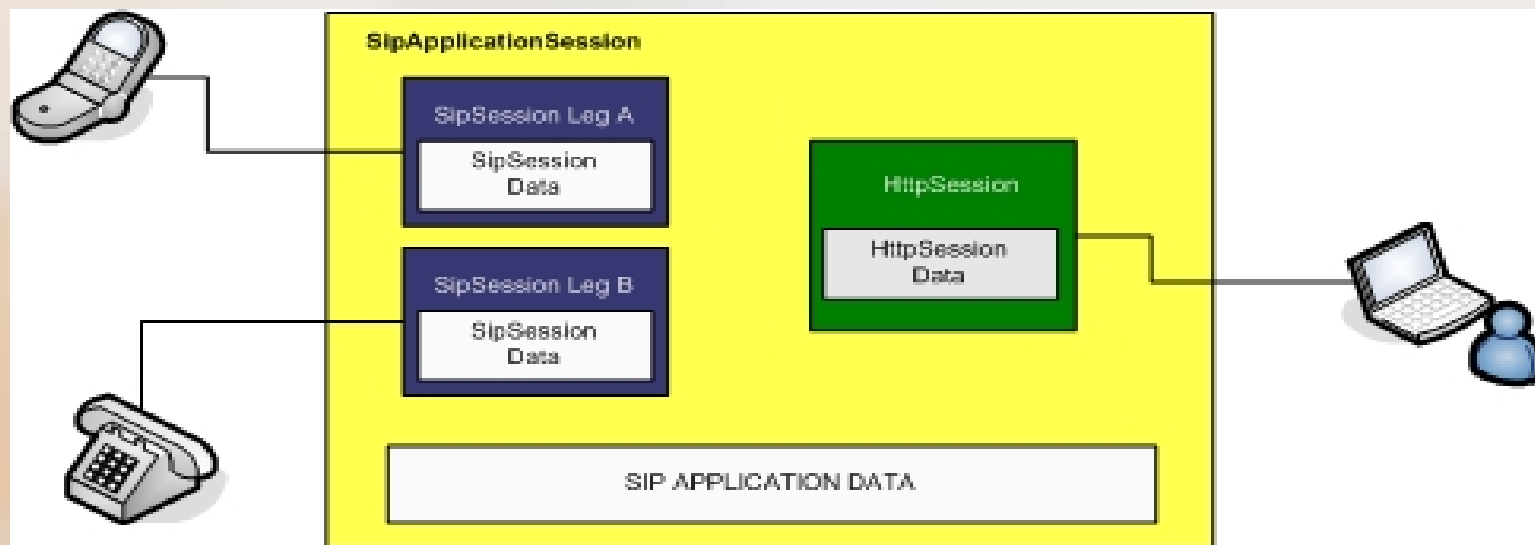 SipApplicationSession
SipSession Leg A
SipSession
Data
SipSession Leg B
SipSession
Data
HttpSession
HttpSession
Data
SIP APPLICATION DATA